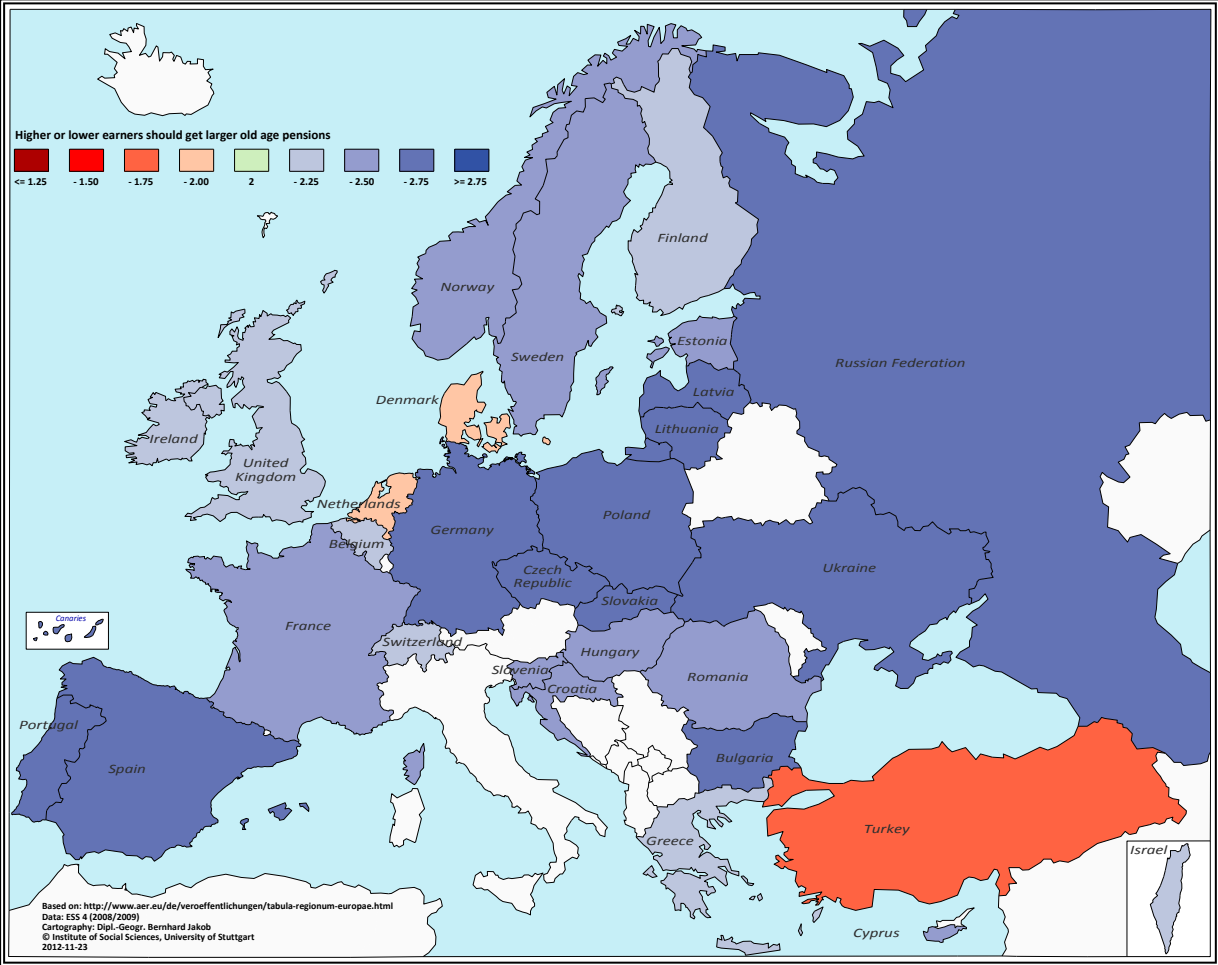 Higher or lower earners should get larger old age pensions
<= 1.25
- 1.50
- 1.75
- 2.00
2
- 2.25
- 2.50
- 2.75
>= 2.75
Finland
Norway
Sweden
Estonia
Russian Federation
Latvia
Denmark
Lithuania
Ireland
United
Kingdom
Netherlands
Poland
Germany
Belgium
Czech
Republic
Ukraine
Slovakia
Canaries
France
Switzerland
Hungary
Slovenia
Romania
Croatia
Portugal
Spain
Bulgaria
Turkey
Greece
Israel
Cyprus
Based on: http://www.aer.eu/de/veroeffentlichungen/tabula-regionum-europae.html
Data: ESS 4 (2008/2009)
Cartography: Dipl.-Geogr. Bernhard Jakob
© Institute of Social Sciences, University of Stuttgart
2012-11-23